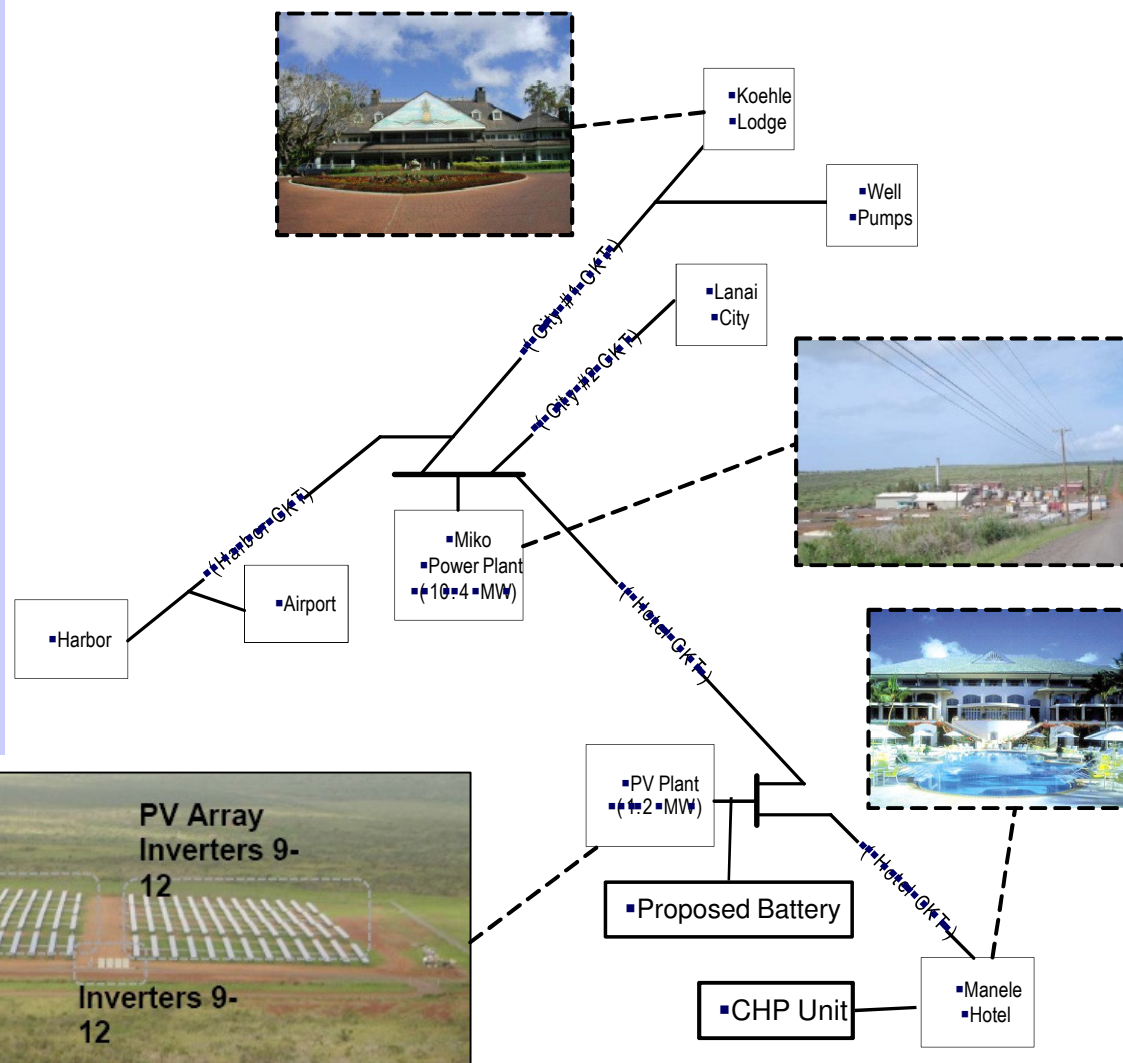 Koehle
Lodge
Well
Pumps
(City #1 CKT)
Lanai
City
(City #2 CKT)
(Harbor CKT)
Miko
Power Plant
(10.4 MW)
Airport
Harbor
(Hotel CKT)
PV Plant
(1.2 MW)
PV Array
Inverters 9-
12
(Hotel CKT)
Proposed Battery
Manele
Hotel
CHP Unit
Inverters 9-
12